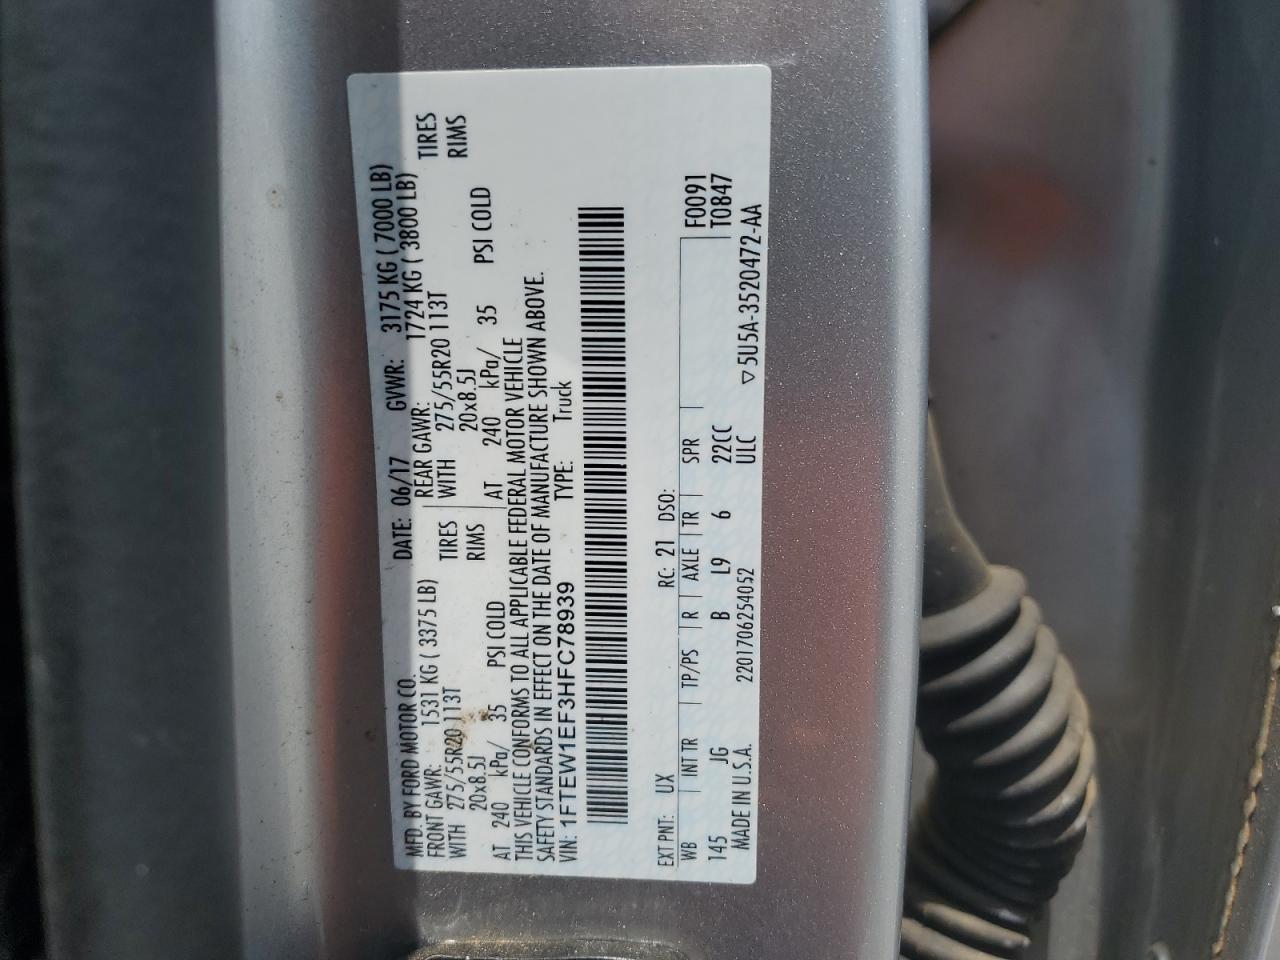 MFD. BY FORD MOTOR CO. DATE: 06/17 GVWR: 3175 KG ( 7000 LB)
FRONT GAWR: 1531 KG ( 3375 LB) REAR GAWR: 1724 KG ( 3800 LB)
WITH 275/55R20 113T TIRES WITH 275/55R20 113T TIRES
20x8.5J RIMS 20x8.5J RIMS
AT 240 kPa/ 35 PSI COLD AT 240 kPa/ 35 PSI COLD
THIS VEHICLE CONFORMS TO ALL APPLICABLE FEDERAL MOTOR VEHICLE
SAFETY STANDARDS IN EFFECT ON THE DATE OF MANUFACTURE SHOWN ABOVE.
VIN: 1FTEW1EF3HFC78939 TYPE: Truck
EXT PNT: UX RC: 21 DSO:
WB INT TR TP/PS R AXLE TR SPR F0091
145 JG B L9 6 22CC T0847
MADE IN U.S.A. 2201706254052 ULC ▽5U5A-3520472-AA